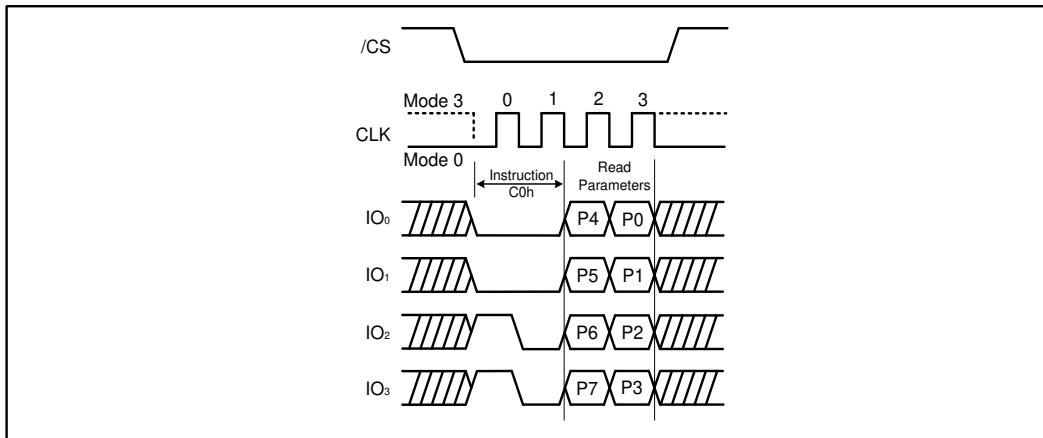 /CS
Mode 3 0 1 2 3
CLK
Mode 0
Instruction
C0h
Read
Parameters
IO₀ P4 P0
IO₁ P5 P1
IO₂ P6 P2
IO₃ P7 P3